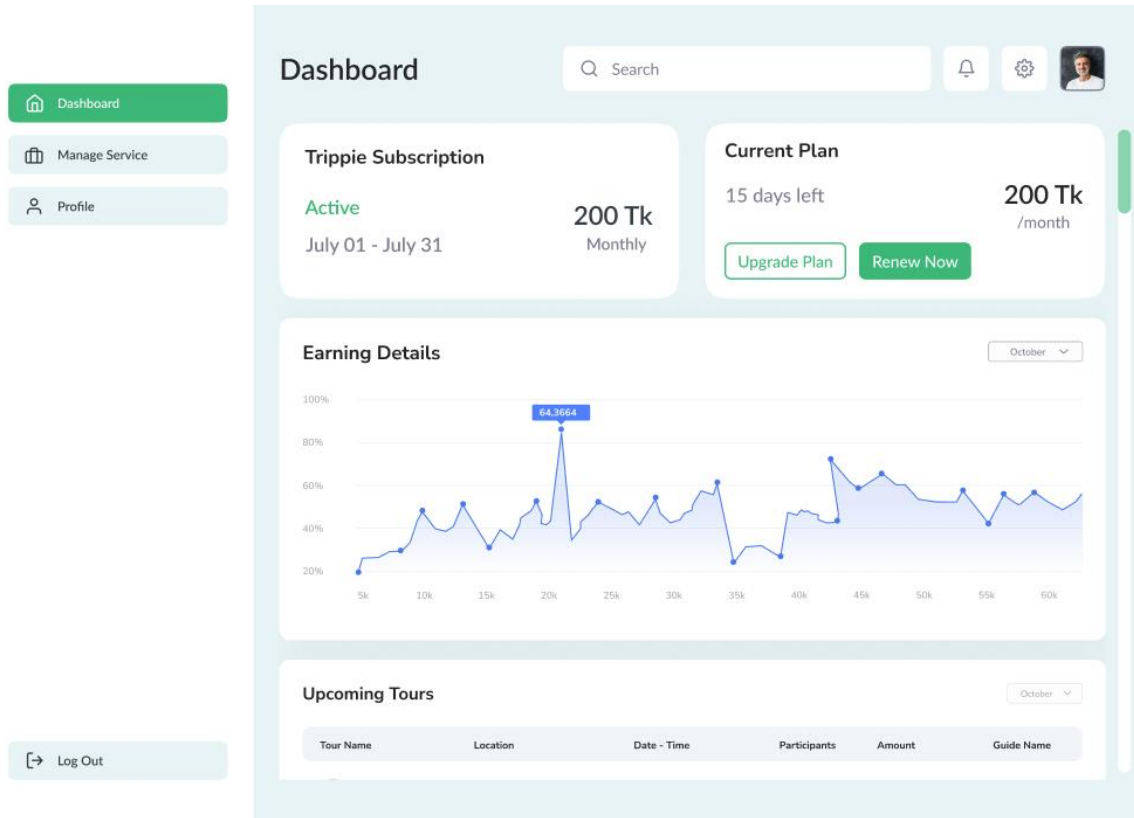 Dashboard
Manage Service
Profile
Log Out
Dashboard
Search
Trippie Subscription
Active
July 01 - July 31
200 Tk
Monthly
Current Plan
15 days left
200 Tk
/month
Upgrade Plan
Renew Now
Earning Details
October
100%
80%
60%
40%
20%
64,3664
5k 10k 15k 20k 25k 30k 35k 40k 45k 50k 55k 60k
Upcoming Tours
October
Tour Name Location Date - Time Participants Amount Guide Name